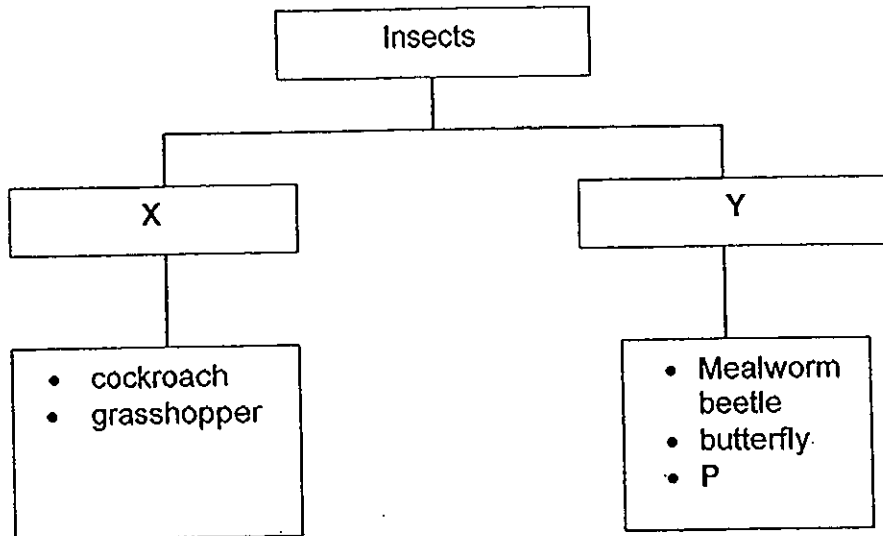 Insects
X
Y
• cockroach
• grasshopper
• Mealworm
beetle
• butterfly
• P